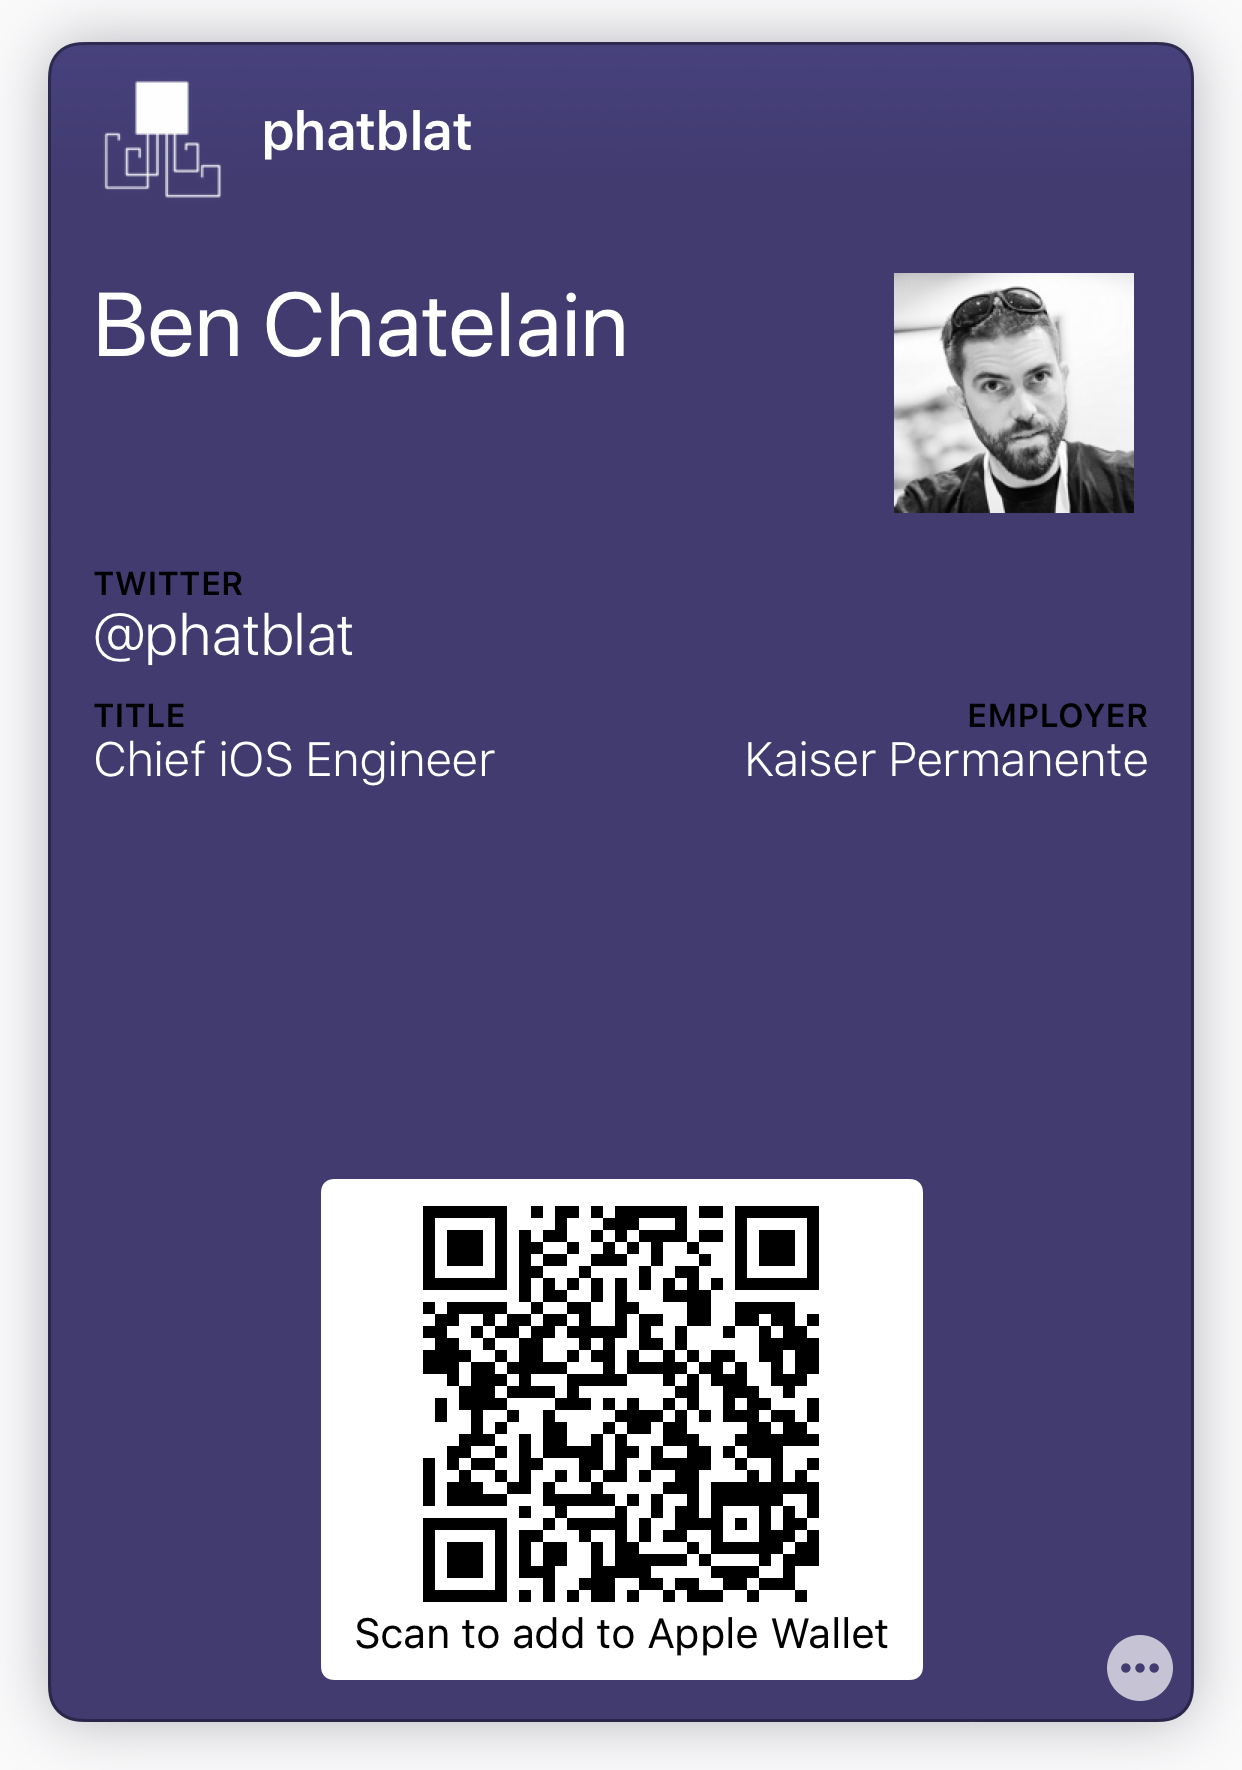 phatblat
Ben Chatelain
TWITTER
@phatblat
TITLE
Chief iOS Engineer
EMPLOYER
Kaiser Permanente
Scan to add to Apple Wallet